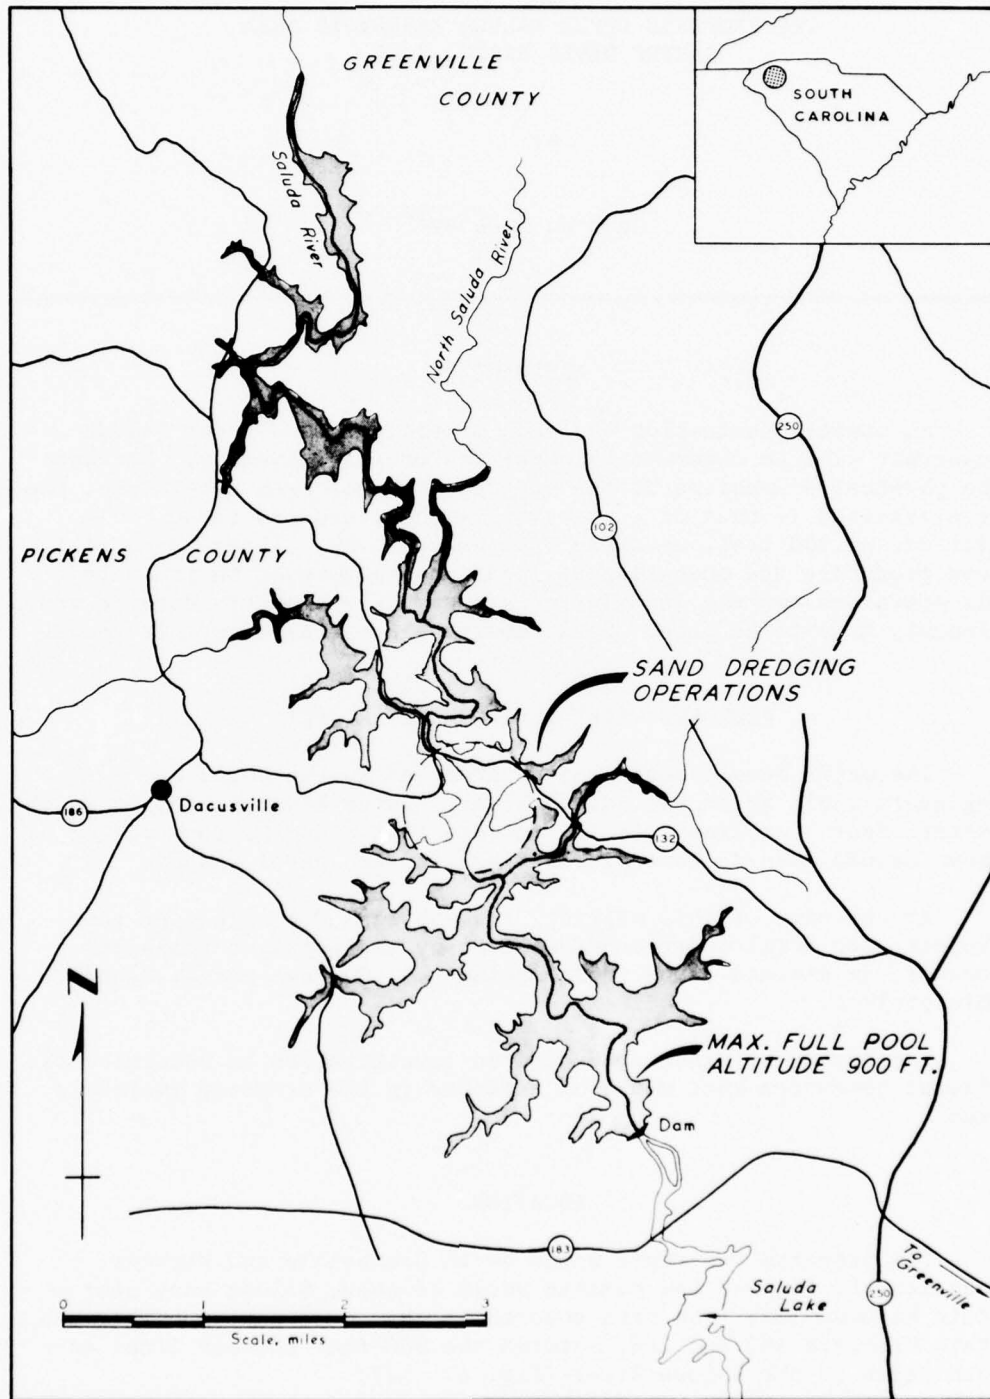 GREENVILLE
COUNTY
SOUTH
CAROLINA
Saluda
River
North Saluda River
250
102
PICKENS COUNTY
SAND DREDGING
OPERATIONS
186
Dacusville
132
N
MAX. FULL POOL
ALTITUDE 900 FT.
Dam
183
To
Greenville
250
Saluda
Lake
0 1 2 3
Scale, miles